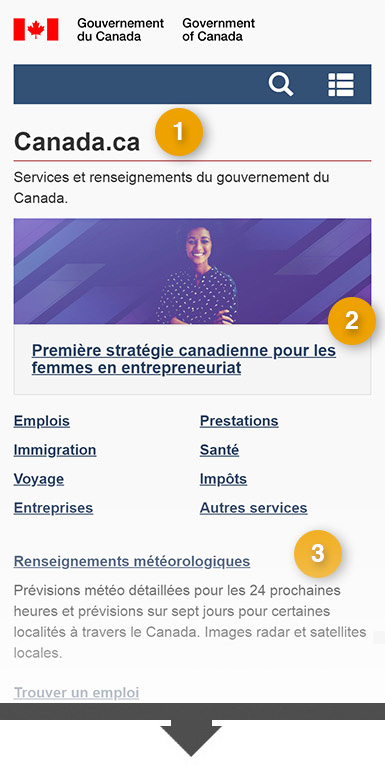 Gouvernement Government
du Canada of Canada
Canada.ca 1
Services et renseignements du gouvernement du
Canada.
2
Première stratégie canadienne pour les
femmes en entrepreneuriat
Emplois Prestations
Immigration Santé
Voyage Impôts
Entreprises Autres services
3
Renseignements météorologiques
Prévisions météo détaillées pour les 24 prochaines
heures et prévisions sur sept jours pour certaines
localités à travers le Canada. Images radar et satellites
locales.
Trouver un emploi